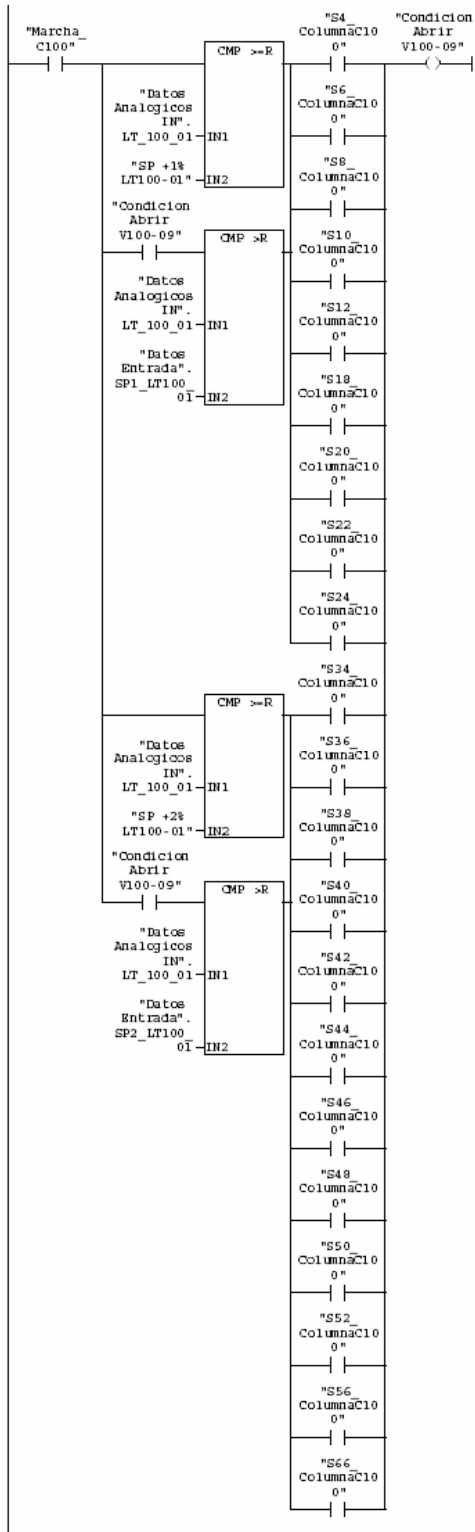 "Marcha_
C100"
CMP >=R
"S4_
ColumnaC10
0"
"Condicion
Abrir
V100-09"
"Datos
Analogicos
IN".
LT_100_01
IN1
"SP +1%
LT100-01"
IN2
"S6_
ColumnaC10
0"
"S8_
ColumnaC10
0"
"Condicion
Abrir
V100-09"
CMP >R
"S10_
ColumnaC10
0"
"Datos
Analogicos
IN".
LT_100_01
IN1
"Datos
Entrada".
SP1_LT100_
01
IN2
"S12_
ColumnaC10
0"
"S18_
ColumnaC10
0"
"S20_
ColumnaC10
0"
"S22_
ColumnaC10
0"
"S24_
ColumnaC10
0"
"S34_
ColumnaC10
0"
CMP >=R
"Datos
Analogicos
IN".
LT_100_01
IN1
"SP +2%
LT100-01"
IN2
"S36_
ColumnaC10
0"
"S38_
ColumnaC10
0"
"Condicion
Abrir
V100-09"
CMP >R
"S40_
ColumnaC10
0"
"Datos
Analogicos
IN".
LT_100_01
IN1
"Datos
Entrada".
SP2_LT100_
01
IN2
"S42_
ColumnaC10
0"
"S44_
ColumnaC10
0"
"S46_
ColumnaC10
0"
"S48_
ColumnaC10
0"
"S50_
ColumnaC10
0"
"S52_
ColumnaC10
0"
"S56_
ColumnaC10
0"
"S66_
ColumnaC10
0"